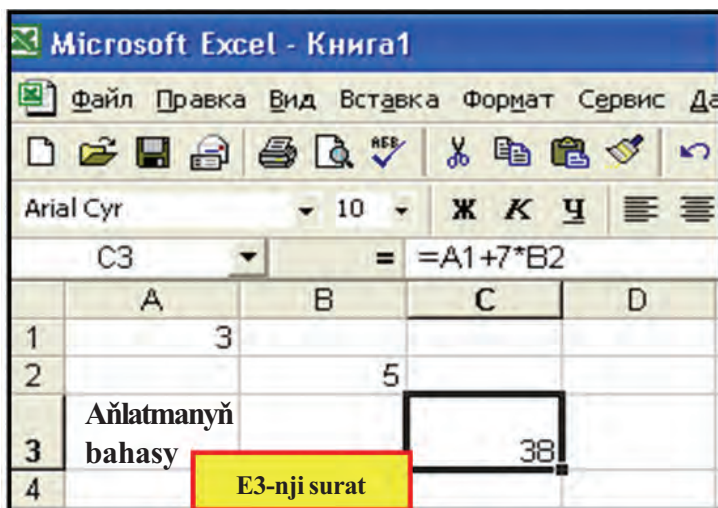 Microsoft Excel - Книга1
Файл Правка Вид Вставка Формат Сервис Да
Arial Cyr 10 Ж К Ч
C3 = =A1+7*B2
A B C D
1 3
2 5
3 Aňlatmanyň bahasy 38
4
E3-nji surat